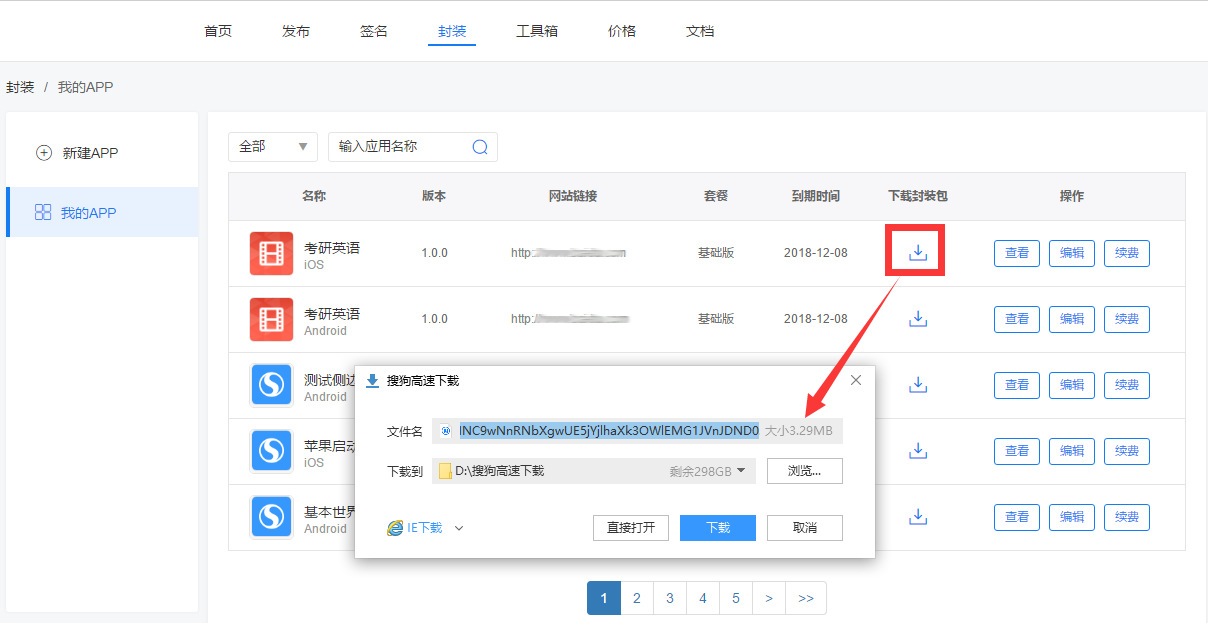 首页 发布 签名 封装 工具箱 价格 文档
封装 / 我的APP
新建APP
我的APP
全部 输入应用名称
名称 版本 网站链接 套餐 到期时间 下载封装包 操作
考研英语 1.0.0 http: 基础版 2018-12-08 查看 编辑 续费
iOS
考研英语 1.0.0 http: 基础版 2018-12-08 查看 编辑 续费
Android
测试侧边 查看 编辑 续费
Android
苹果启动 查看 编辑 续费
iOS
基本世界 查看 编辑 续费
Android
搜狗高速下载
文件名 大小3.29MB
下载到 D:\搜狗高速下载 剩余298GB 浏览...
IE下载 直接打开 下载 取消
1 2 3 4 5 > >>